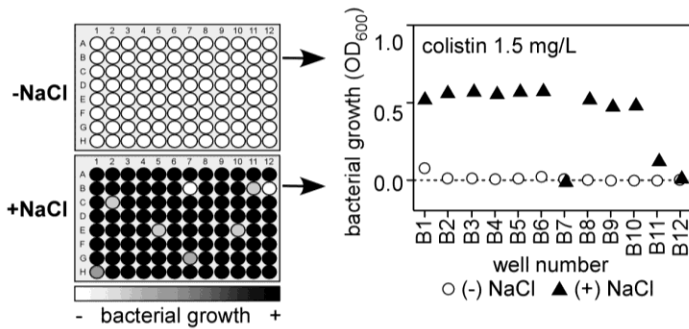 -NaCl
1 2 3 4 5 6 7 8 9 10 11 12
A
B
C
D
E
F
G
H
+NaCl
1 2 3 4 5 6 7 8 9 10 11 12
A
B
C
D
E
F
G
H
- bacterial growth +
bacterial growth (OD600)
1.0
0.5
0.0
colistin 1.5 mg/L
B1 B2 B3 B4 B5 B6 B7 B8 B9 B10 B11 B12
well number
(-) NaCl (+) NaCl